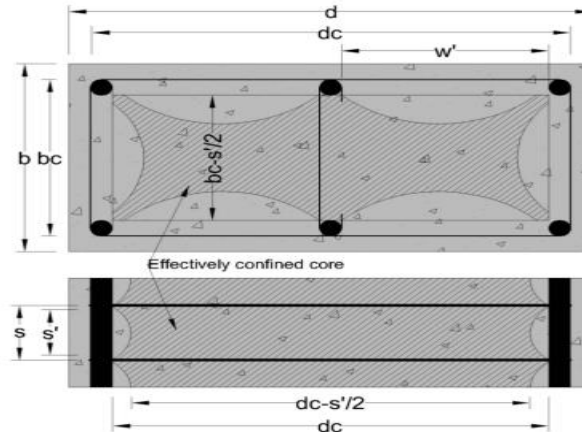 d
dc
w'
b
bc
bc-s'/2
Effectively confined core
s
s'
dc-s'/2
dc